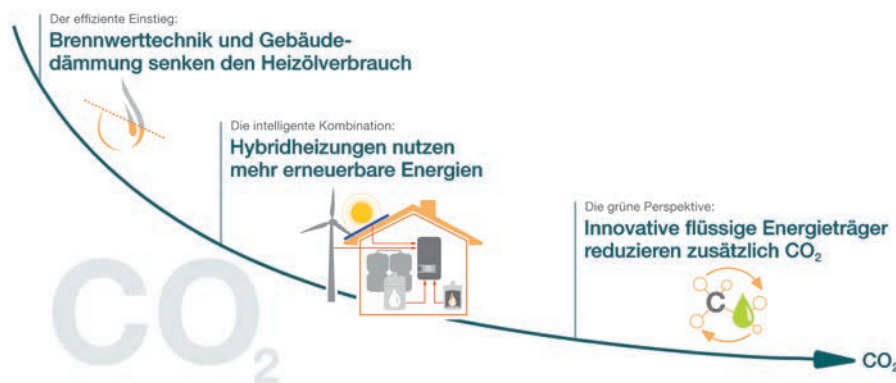 Der effiziente Einstieg:
Brennwerttechnik und Gebäude-
dämmung senken den Heizölverbrauch
Die intelligente Kombination:
Hybridheizungen nutzen
mehr erneuerbare Energien
Die grüne Perspektive:
Innovative flüssige Energieträger
reduzieren zusätzlich CO₂
C
CO₂
CO₂